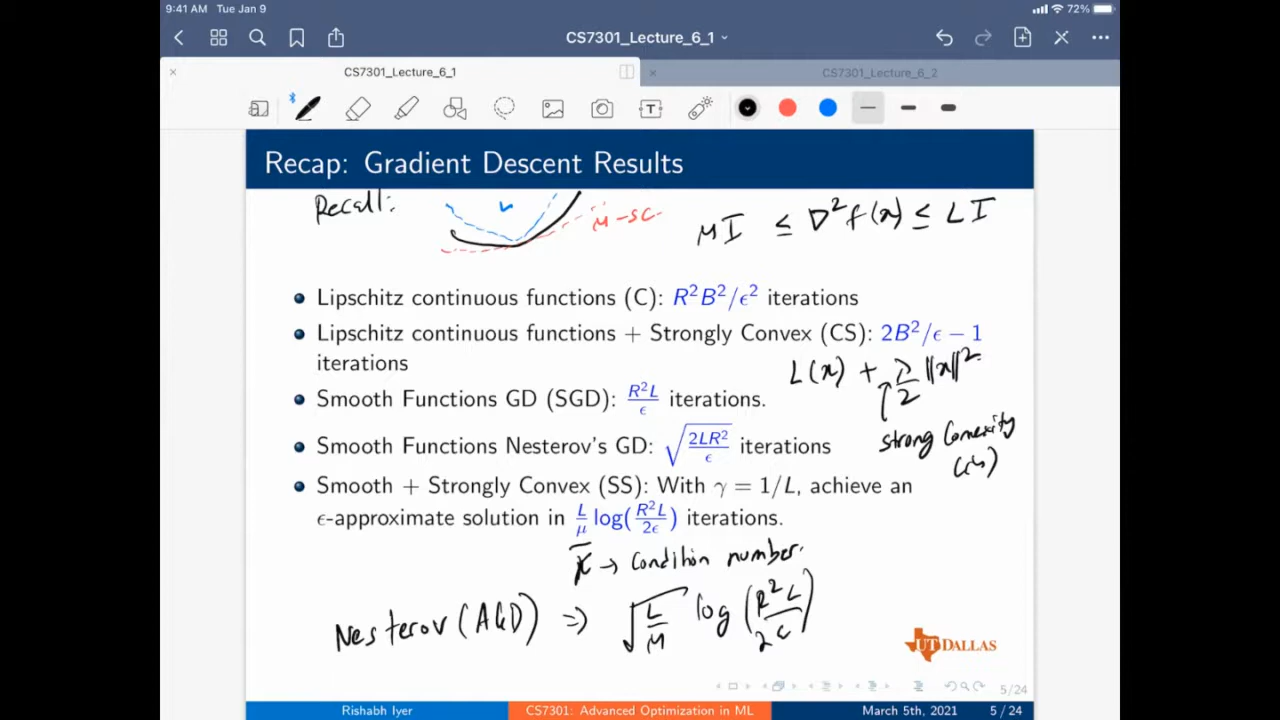 9:41 AM Tue Jan 9
72%
CS7301_Lecture_6_1
CS7301_Lecture_6_1
CS7301_Lecture_6_2
Recap: Gradient Descent Results
Recall:
L
μ-sc
μI ≤ ∇²f(x) ≤ LI
Lipschitz continuous functions (C): R²B²/ϵ² iterations
Lipschitz continuous functions + Strongly Convex (CS): 2B²/ϵ − 1
iterations
L(x) + λ/2 ||x||²
Smooth Functions GD (SGD): R²L/ϵ iterations.
strong Convexity
Smooth Functions Nesterov's GD: √(2LR²/ϵ) iterations
Smooth + Strongly Convex (SS): With γ = 1/L, achieve an
ϵ-approximate solution in L/μ log(R²L/2ϵ) iterations.
κ → Condition number.
Nesterov (AGD) ⇒ √(L/μ) log (R²L/2ϵ)
UT DALLAS
5/24
Rishabh Iyer
CS7301: Advanced Optimization in ML
March 5th, 2021
5 / 24